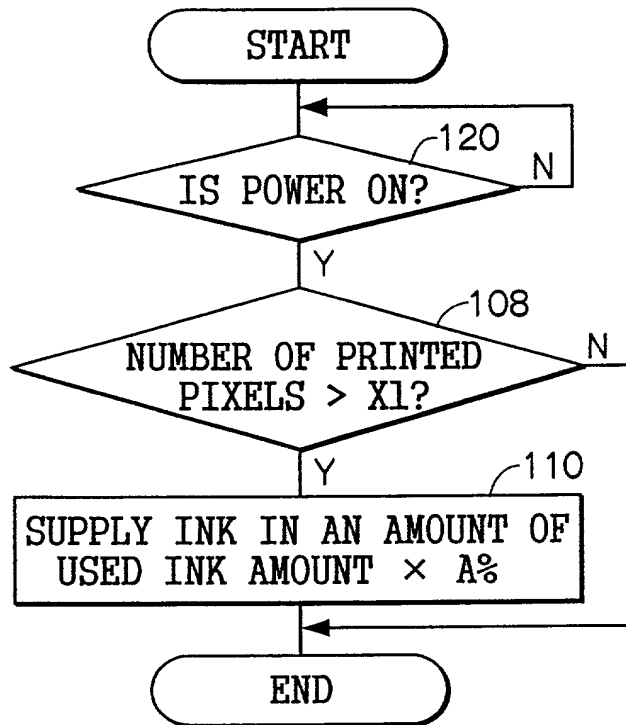 START
120
IS POWER ON?
N
Y
108
NUMBER OF PRINTED
PIXELS > X1?
N
Y
110
SUPPLY INK IN AN AMOUNT OF
USED INK AMOUNT × A%
END